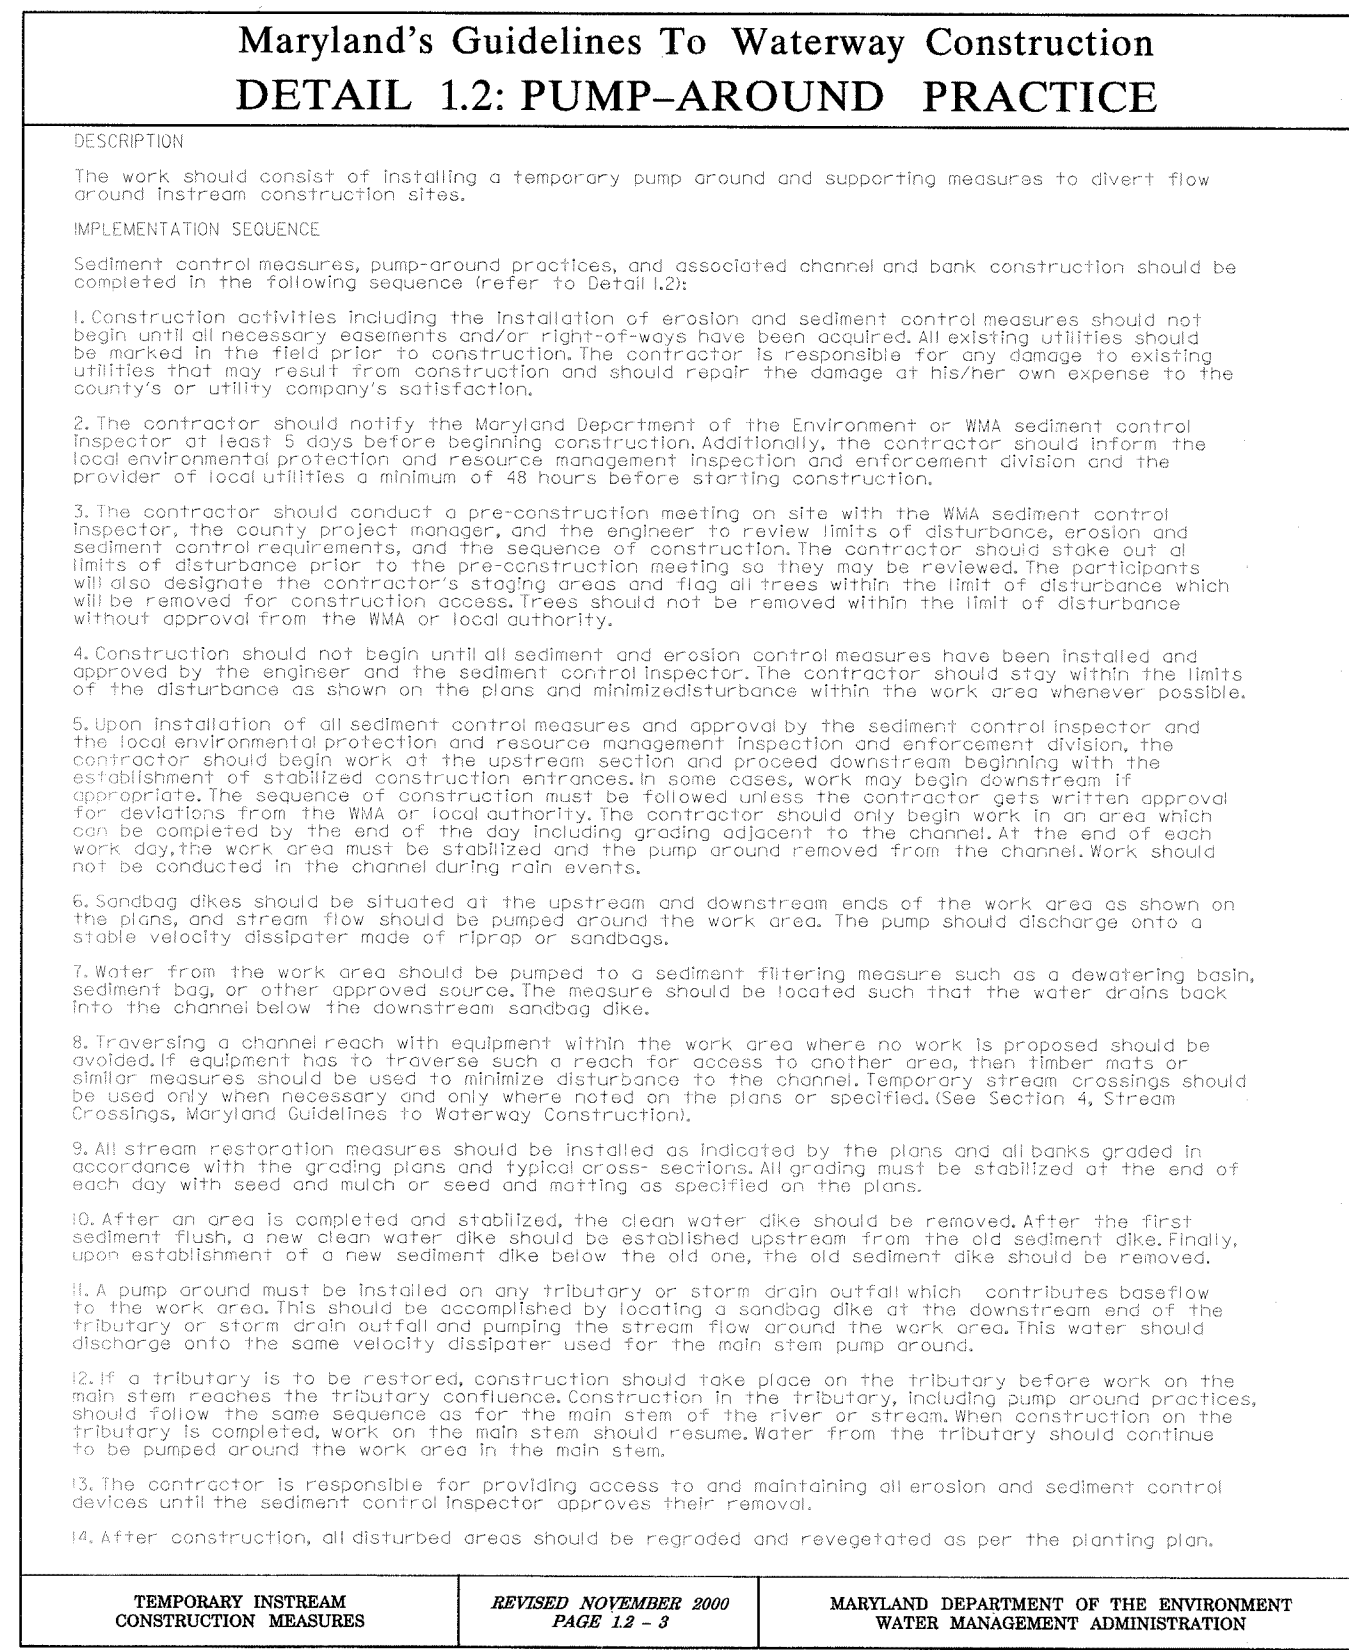 Maryland's Guidelines To Waterway Construction
DETAIL 1.2: PUMP-AROUND PRACTICE
DESCRIPTION
The work should consist of installing a temporary pump around and supporting measures to divert flow
around instream construction sites.
IMPLEMENTATION SEQUENCE
Sediment control measures, pump-around practices, and associated channel and bank construction should be
completed in the following sequence (refer to Detail 1.2):
1. Construction activities including the installation of erosion and sediment control measures should not
begin until all necessary easements and/or right-of-ways have been acquired. All existing utilities should
be marked in the field prior to construction. The contractor is responsible for any damage to existing
utilities that may result from construction and should repair the damage at his/her own expense to the
county's or utility company's satisfaction.
2. The contractor should notify the Maryland Department of the Environment or WMA sediment control
inspector at least 5 days before beginning construction. Additionally, the contractor should inform the
local environmental protection and resource management inspection and enforcement division and the
provider of local utilities a minimum of 48 hours before starting construction.
3. The contractor should conduct a pre-construction meeting on site with the WMA sediment control
inspector, the county project manager, and the engineer to review limits of disturbance, erosion and
sediment control requirements, and the sequence of construction. The contractor should stake out al
limits of disturbance prior to the pre-construction meeting so they may be reviewed. The participants
will also designate the contractor's staging areas and flag all trees within the limit of disturbance which
will be removed for construction access. Trees should not be removed within the limit of disturbance
without approval from the WMA or local authority.
4. Construction should not begin until all sediment and erosion control measures have been installed and
approved by the engineer and the sediment control inspector. The contractor should stay within the limits
of the disturbance as shown on the plans and minimizedisturbance within the work area whenever possible.
5. Upon installation of all sediment control measures and approval by the sediment control inspector and
the local environmental protection and resource management inspection and enforcement division, the
contractor should begin work at the upstream section and proceed downstream beginning with the
establishment of stabilized construction entrances. In some cases, work may begin downstream if
appropriate. The sequence of construction must be followed unless the contractor gets written approval
for deviations from the WMA or local authority. The contractor should only begin work in an area which
can be completed by the end of the day including grading adjacent to the channel. At the end of each
work day,the work area must be stabilized and the pump around removed from the channel. Work should
not be conducted in the channel during rain events.
6. Sandbag dikes should be situated at the upstream and downstream ends of the work area as shown on
the plans, and stream flow should be pumped around the work area. The pump should discharge onto a
stable velocity dissipater made of riprap or sandbags.
7. Water from the work area should be pumped to a sediment filtering measure such as a dewatering basin,
sediment bag, or other approved source. The measure should be located such that the water drains back
into the channel below the downstream sandbag dike.
8. Traversing a channel reach with equipment within the work area where no work is proposed should be
avoided. If equipment has to traverse such a reach for access to another area, then timber mats or
similar measures should be used to minimize disturbance to the channel. Temporary stream crossings should
be used only when necessary and only where noted on the plans or specified. (See Section 4, Stream
Crossings, Maryland Guidelines to Waterway Construction).
9. All stream restoration measures should be installed as indicated by the plans and all banks graded in
accordance with the grading plans and typical cross- sections. All grading must be stabilized at the end of
each day with seed and mulch or seed and matting as specified on the plans.
10. After an area is completed and stabilized, the clean water dike should be removed. After the first
sediment flush, a new clean water dike should be established upstream from the old sediment dike. Finally,
upon establishment of a new sediment dike below the old one, the old sediment dike should be removed.
11. A pump around must be installed on any tributary or storm drain outfall which contributes baseflow
to the work area. This should be accomplished by locating a sandbag dike at the downstream end of the
tributary or storm drain outfall and pumping the stream flow around the work area. This water should
discharge onto the same velocity dissipater used for the main stem pump around.
12. If a tributary is to be restored, construction should take place on the tributary before work on the
main stem reaches the tributary confluence. Construction in the tributary, including pump around practices,
should follow the same sequence as for the main stem of the river or stream. When construction on the
tributary is completed, work on the main stem should resume. Water from the tributary should continue
to be pumped around the work area in the main stem.
13. The contractor is responsible for providing access to and maintaining all erosion and sediment control
devices until the sediment control inspector approves their removal.
14. After construction, all disturbed areas should be regraded and revegetated as per the planting plan.
TEMPORARY INSTREAM
CONSTRUCTION MEASURES
REVISED NOVEMBER 2000
PAGE 1.2 - 3
MARYLAND DEPARTMENT OF THE ENVIRONMENT
WATER MANAGEMENT ADMINISTRATION